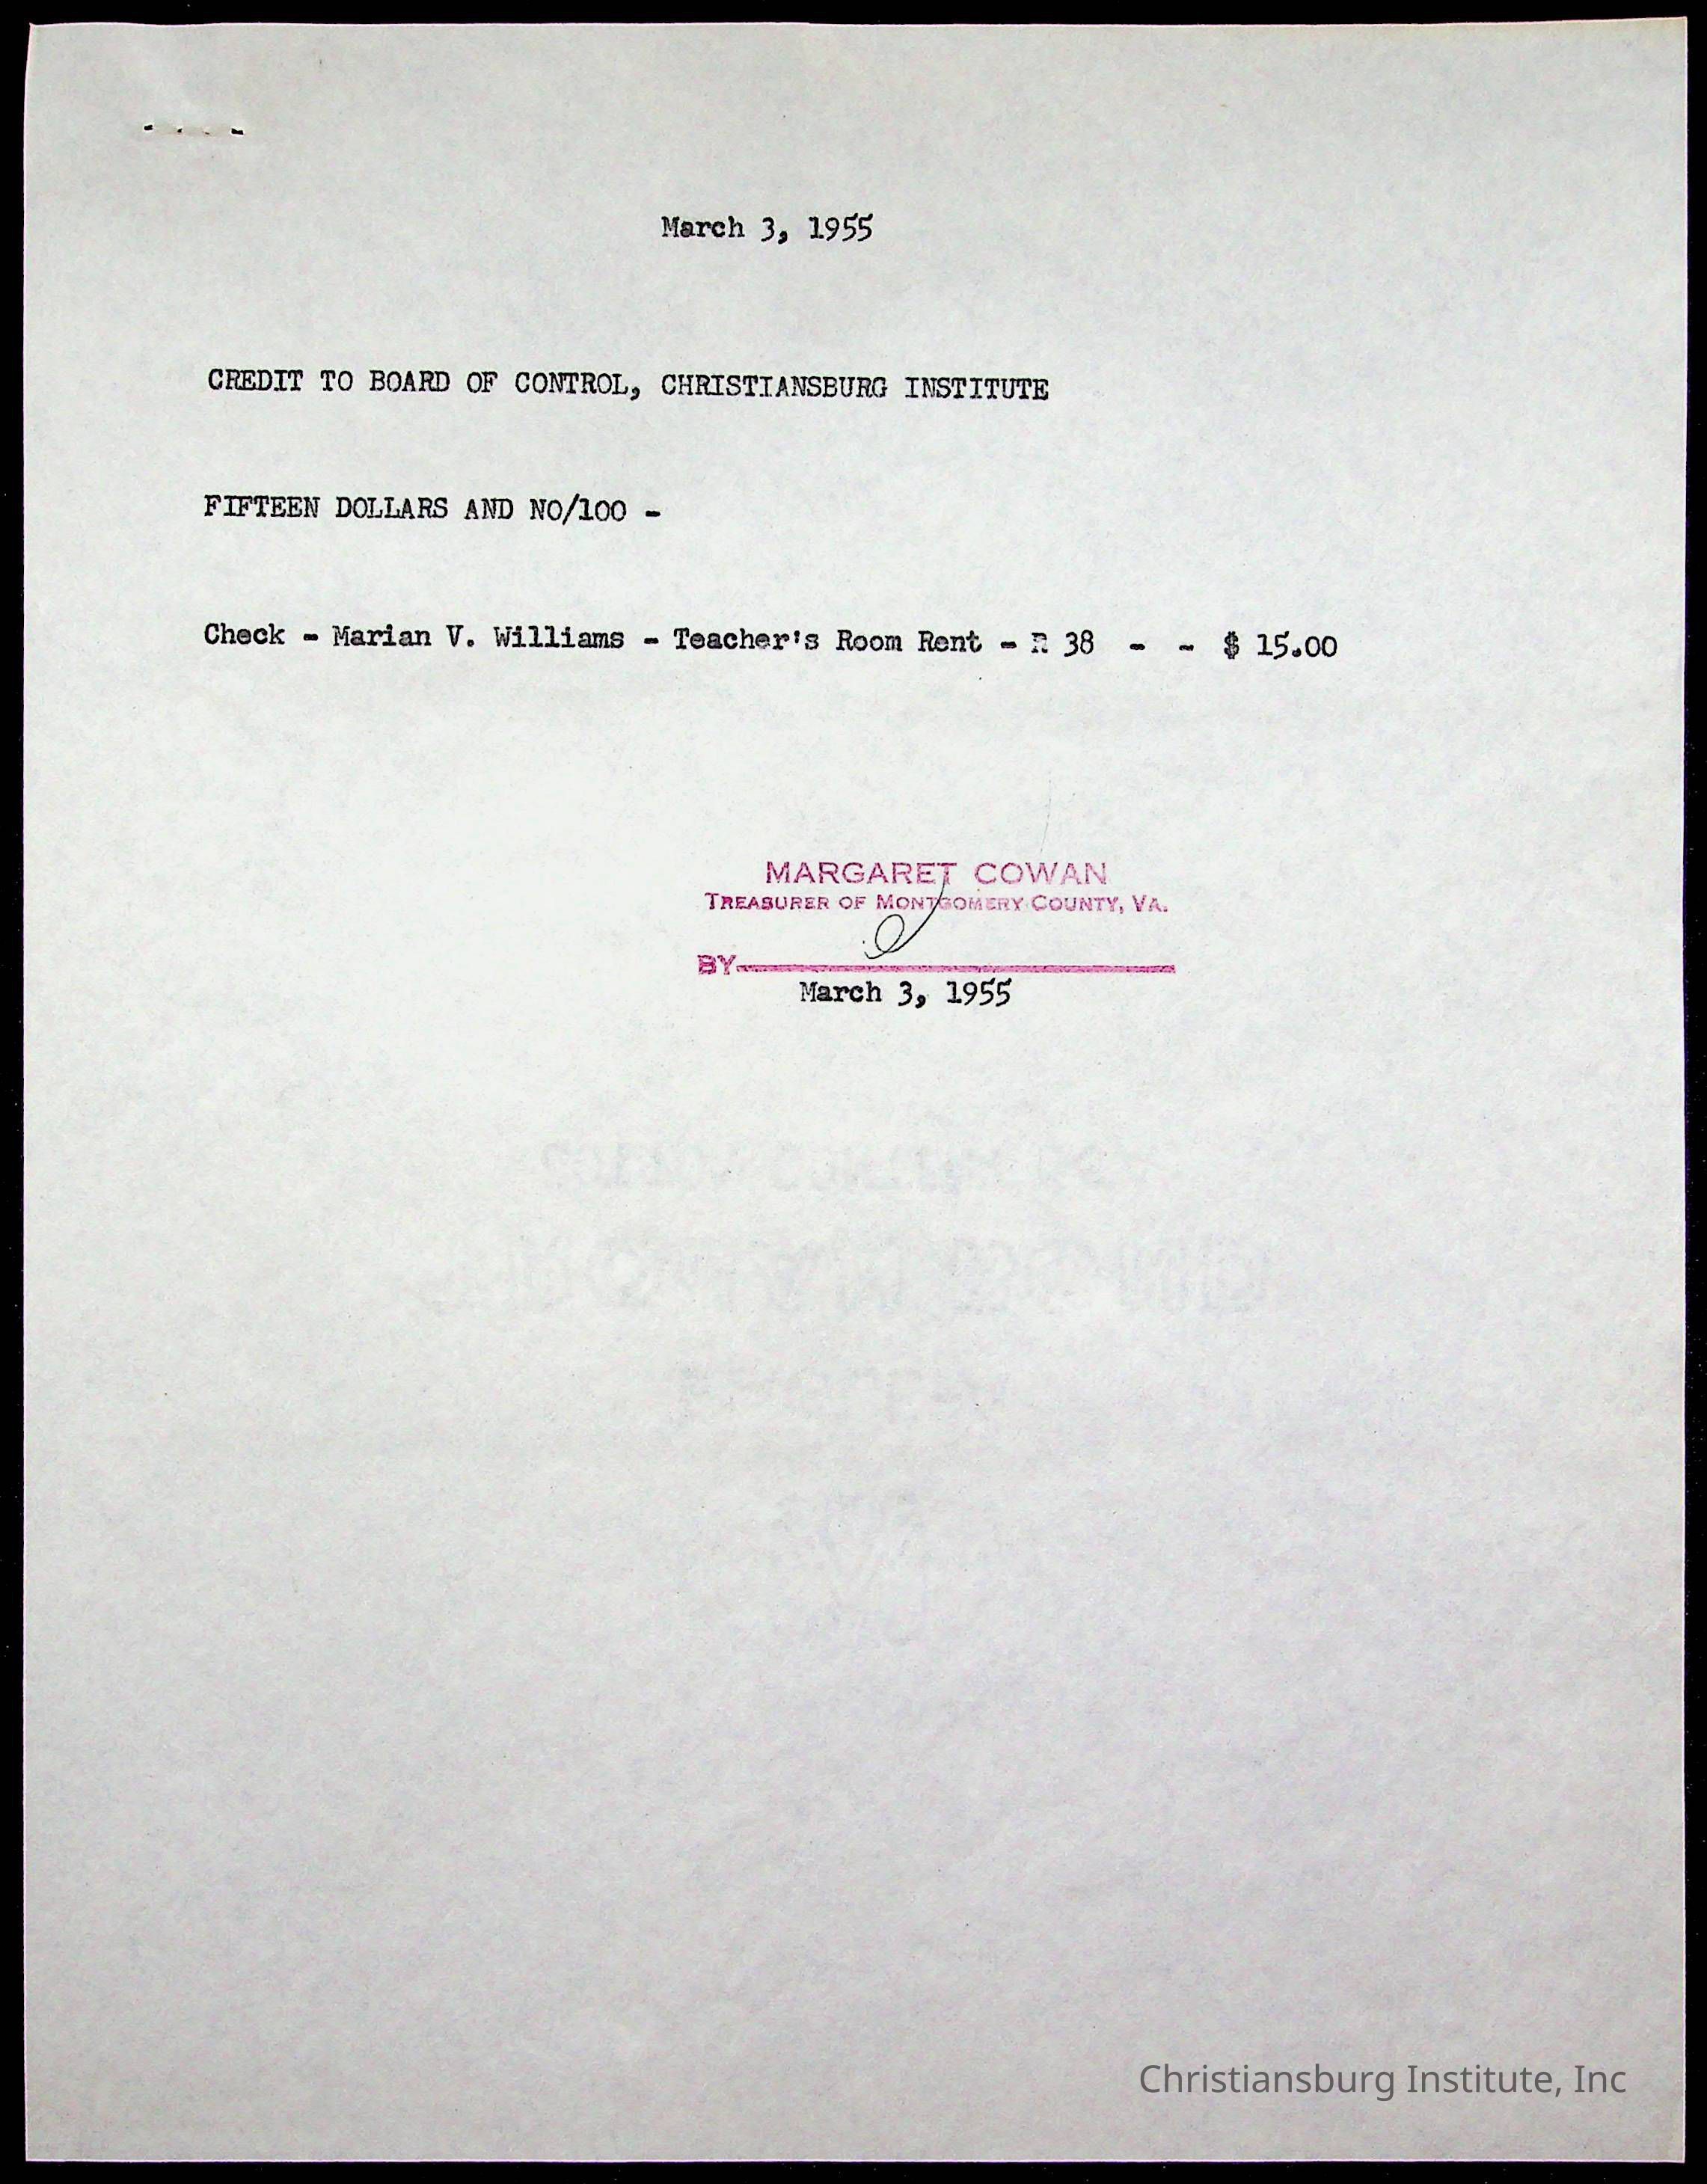 March 3, 1955
CREDIT TO BOARD OF CONTROL, CHRISTIANSBURG INSTITUTE
FIFTEEN DOLLARS AND NO/100 -
Check - Marian V. Williams - Teacher's Room Rent - R 38 - - $ 15.00
MARGARET COWAN
TREASURER OF MONTGOMERY COUNTY, VA.
BY
March 3, 1955
Christiansburg Institute, Inc